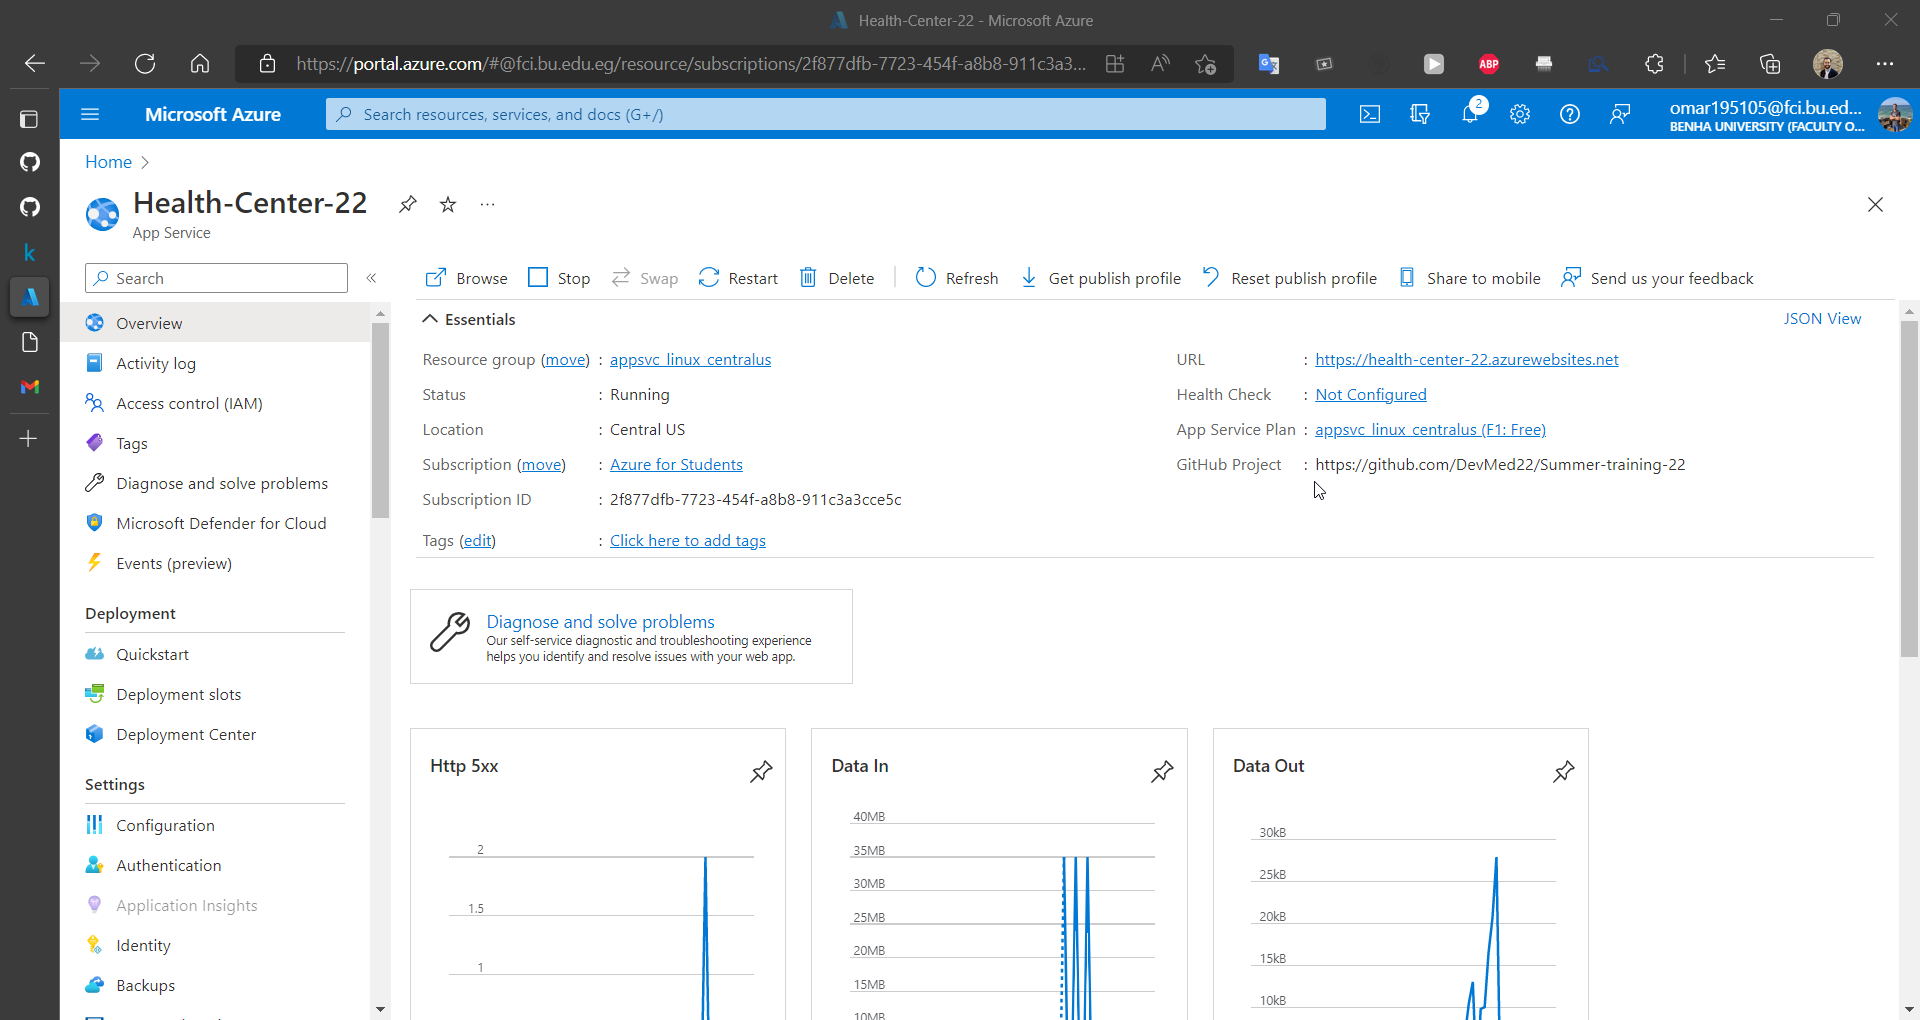 Health-Center-22 - Microsoft Azure
https://portal.azure.com/#@fci.bu.edu.eg/resource/subscriptions/2f877dfb-7723-454f-a8b8-911c3a3...
ABP
Microsoft Azure
Search resources, services, and docs (G+/)
2
omar195105@fci.bu.ed...
BENHA UNIVERSITY (FACULTY O...
Home
Health-Center-22
App Service
Search
Browse Stop Swap Restart Delete Refresh Get publish profile Reset publish profile Share to mobile Send us your feedback
Overview
Activity log
Access control (IAM)
Tags
Diagnose and solve problems
Microsoft Defender for Cloud
Events (preview)
Deployment
Quickstart
Deployment slots
Deployment Center
Settings
Configuration
Authentication
Application Insights
Identity
Backups
Essentials
JSON View
Resource group (move) : appsvc_linux_centralus
Status : Running
Location : Central US
Subscription (move) : Azure for Students
Subscription ID : 2f877dfb-7723-454f-a8b8-911c3a3cce5c
Tags (edit) : Click here to add tags
URL : https://health-center-22.azurewebsites.net
Health Check : Not Configured
App Service Plan : appsvc_linux_centralus (F1: Free)
GitHub Project : https://github.com/DevMed22/Summer-training-22
Diagnose and solve problems
Our self-service diagnostic and troubleshooting experience
helps you identify and resolve issues with your web app.
Http 5xx
2
1.5
1
Data In
40MB
35MB
30MB
25MB
20MB
15MB
10MB
Data Out
30kB
25kB
20kB
15kB
10kB